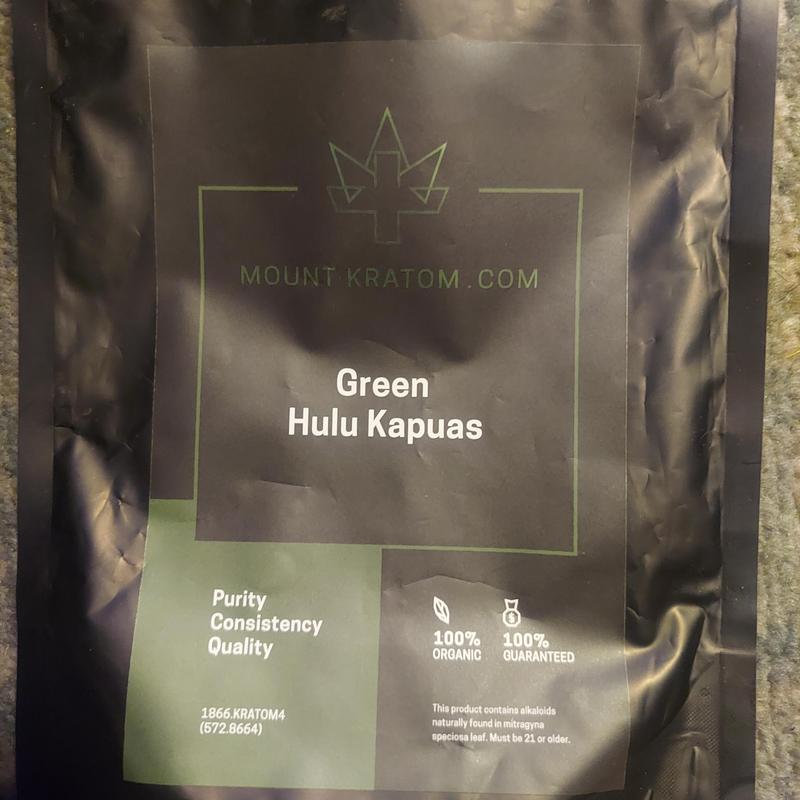 MOUNT KRATOM.COM
Green
Hulu Kapuas
Purity
Consistency
Quality
1866.KRATOM4
(572.8664)
100%
ORGANIC
100%
GUARANTEED
This product contains alkaloids
naturally found in mitragyna
speciosa leaf. Must be 21 or older.